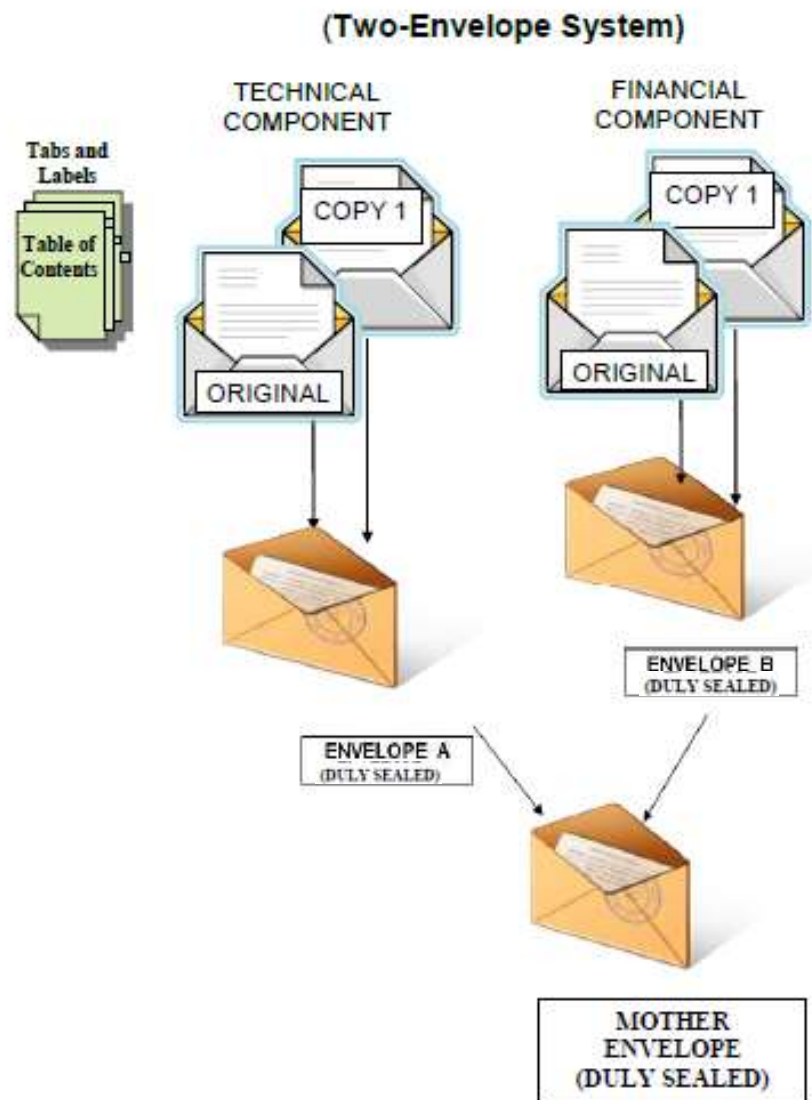 (Two-Envelope System)
TECHNICAL
COMPONENT
FINANCIAL
COMPONENT
Tabs and
Labels
Table of
Contents
COPY 1
ORIGINAL
COPY 1
ORIGINAL
ENVELOPE B
(DULY SEALED)
ENVELOPE A
(DULY SEALED)
MOTHER
ENVELOPE
(DULY SEALED)